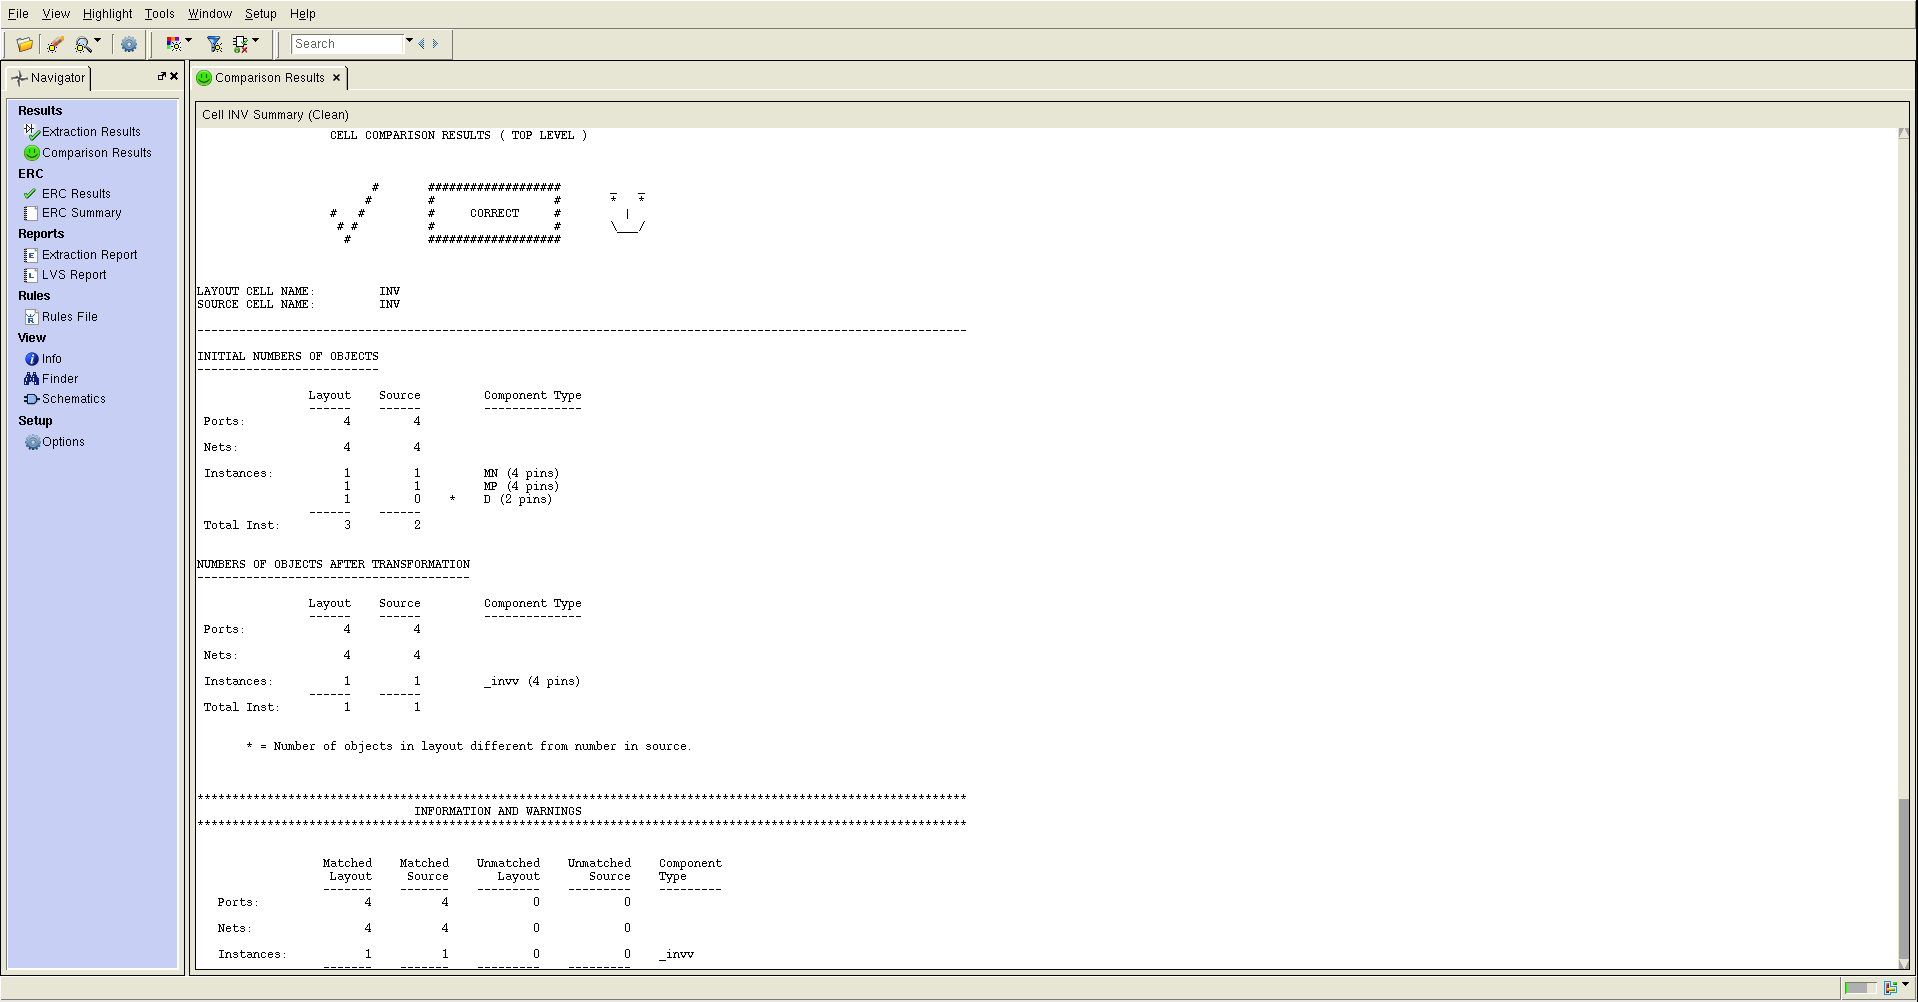 File View Highlight Tools Window Setup Help
Search
Navigator
Results
Extraction Results
Comparison Results
ERC
ERC Results
ERC Summary
Reports
Extraction Report
LVS Report
Rules
Rules File
View
Info
Finder
Schematics
Setup
Options
Comparison Results
Cell INV Summary (Clean)
CELL COMPARISON RESULTS ( TOP LEVEL )
# ################### _ _
# # # * *
# # # CORRECT # |
# # # # \___/
# ###################
LAYOUT CELL NAME: INV
SOURCE CELL NAME: INV
INITIAL NUMBERS OF OBJECTS
Layout Source Component Type
Ports: 4 4
Nets: 4 4
Instances: 1 1 MN (4 pins)
1 1 MP (4 pins)
1 0 * D (2 pins)
Total Inst: 3 2
NUMBERS OF OBJECTS AFTER TRANSFORMATION
Layout Source Component Type
Ports: 4 4
Nets: 4 4
Instances: 1 1 _invv (4 pins)
Total Inst: 1 1
* = Number of objects in layout different from number in source.
INFORMATION AND WARNINGS
Matched Matched Unmatched Unmatched Component
Layout Source Layout Source Type
Ports: 4 4 0 0
Nets: 4 4 0 0
Instances: 1 1 0 0 _invv